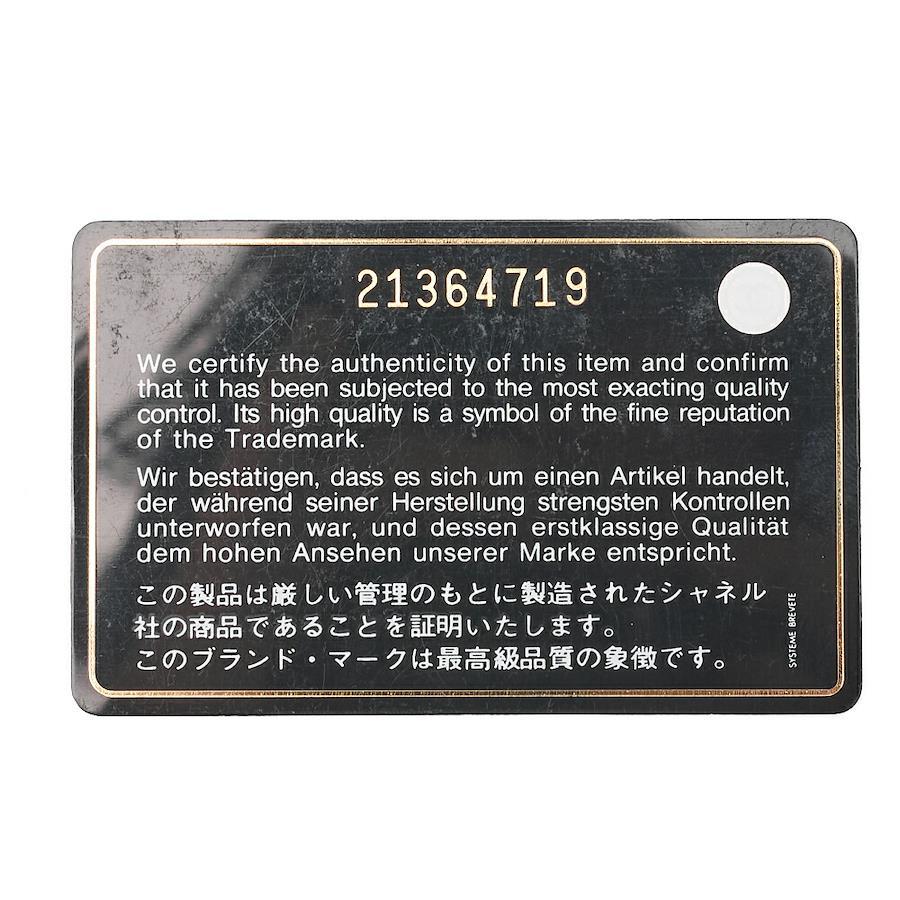 21364719
We certify the authenticity of this item and confirm
that it has been subjected to the most exacting quality
control. Its high quality is a symbol of the fine reputation
of the Trademark.
Wir bestätigen, dass es sich um einen Artikel handelt,
der während seiner Herstellung strengsten Kontrollen
unterworfen war, und dessen erstklassige Qualität
dem hohen Ansehen unserer Marke entspricht.
この製品は厳しい管理のもとに製造されたシャネル
社の商品であることを証明いたします。
このブランド・マークは最高級品質の象徴です。
SYSTEME BREVETE